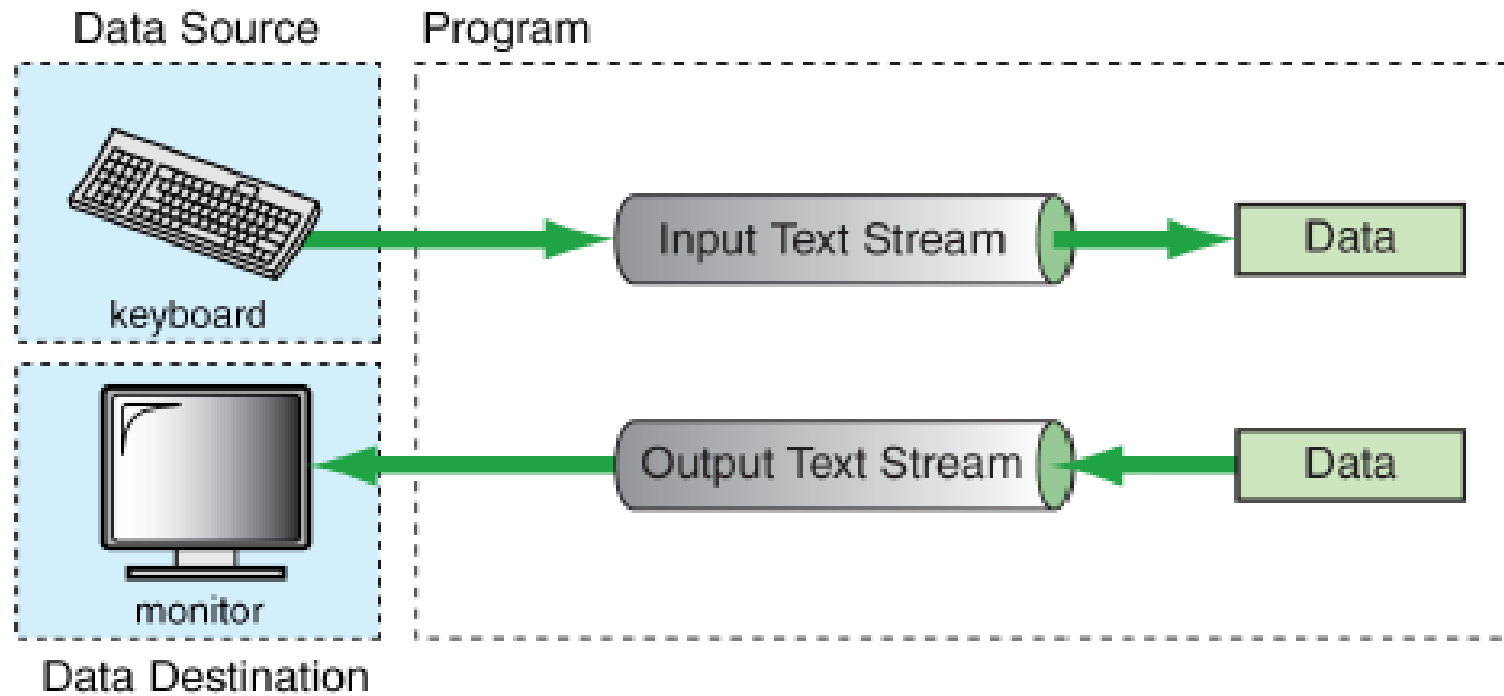 Data Source
Program
keyboard
Input Text Stream
Data
monitor
Output Text Stream
Data
Data Destination